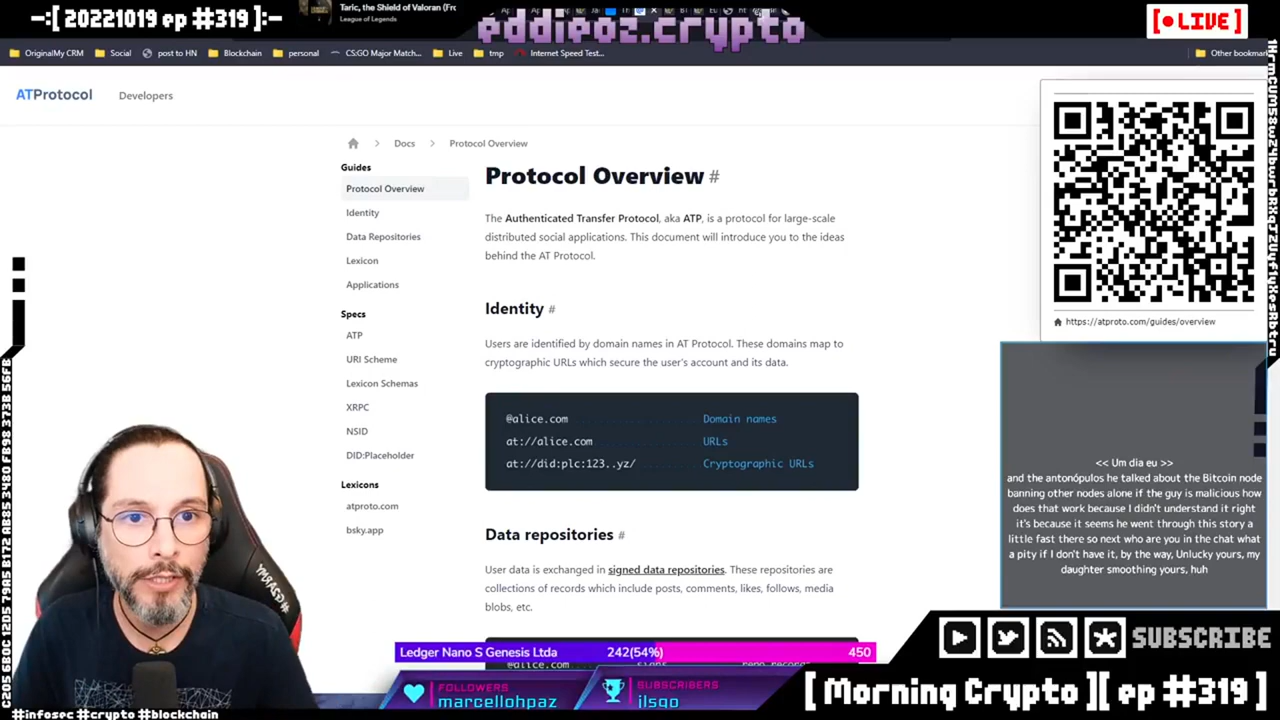 -:[ 20221019 ep #319 ]:-
Taric, the Shield of Valoran (Fr
League of Legends
eddieoz.crypto
[ ● LIVE ]
OriginalMy CRM
Social
post to HN
Blockchain
personal
CS:GO Major Match...
Live
tmp
Internet Speed Test...
Other bookmar
ATProtocol
Developers
Docs
Protocol Overview
Guides
Protocol Overview
Identity
Data Repositories
Lexicon
Applications
Specs
ATP
URI Scheme
Lexicon Schemas
XRPC
NSID
DID:Placeholder
Lexicons
atproto.com
bsky.app
Protocol Overview #
The Authenticated Transfer Protocol, aka ATP, is a protocol for large-scale
distributed social applications. This document will introduce you to the ideas
behind the AT Protocol.
Identity #
Users are identified by domain names in AT Protocol. These domains map to
cryptographic URLs which secure the user's account and its data.
@alice.com Domain names
at://alice.com URLs
at://did:plc:123..yz/ Cryptographic URLs
Data repositories #
User data is exchanged in signed data repositories. These repositories are
collections of records which include posts, comments, likes, follows, media
blobs, etc.
https://atproto.com/guides/overview
<< Um dia eu >>
and the antonópulos he talked about the Bitcoin node
banning other nodes alone if the guy is malicious how
does that work because I didn't understand it right
it's because it seems he went through this story a
little fast there so next who are you in the chat what
a pity if I don't have it, by the way, Unlucky yours, my
daughter smoothing yours, huh
Ledger Nano S Genesis Ltda 242(54%) 450
FOLLOWERS
marcellohpaz
SUBSCRIBERS
jlsgo
SUBSCRIBE
[ Morning Crypto ][ ep #319 ]
#infosec #crypto #blockchain